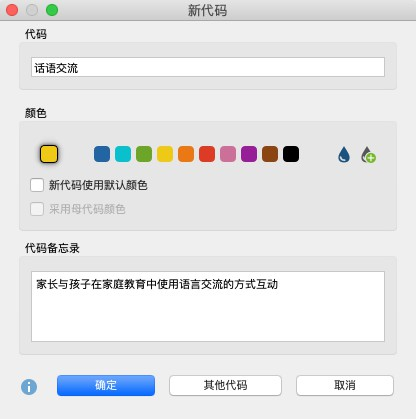 新代码
代码
话语交流
颜色
新代码使用默认颜色
采用母代码颜色
代码备忘录
家长与孩子在家庭教育中使用语言交流的方式互动
确定
其他代码
取消